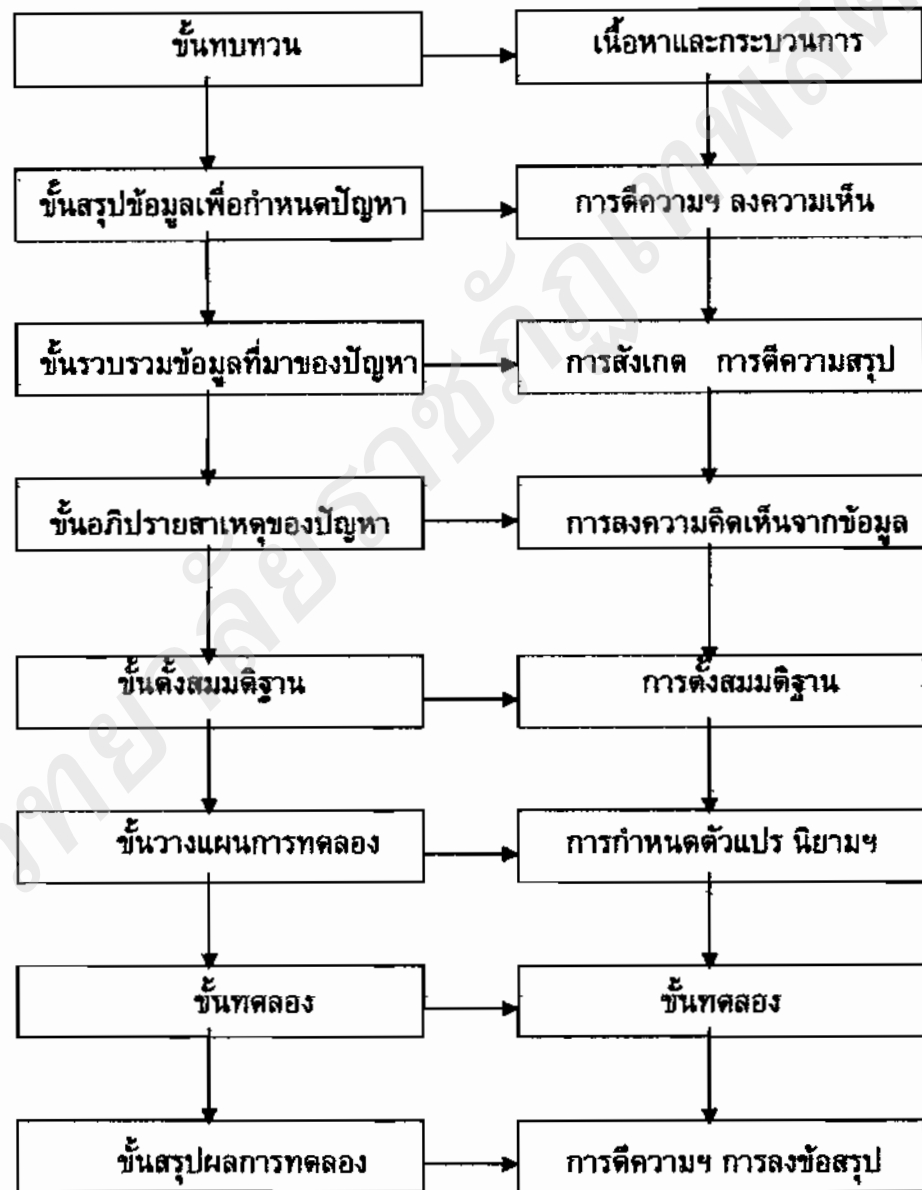 ขั้นทบทวน
เนื้อหาและกระบวนการ
ขั้นสรุปข้อมูลเพื่อกำหนดปัญหา
การตีความฯ ลงความเห็น
ขั้นรวบรวมข้อมูลที่มาของปัญหา
การสังเกต การตีความสรุป
ขั้นอภิปรายสาเหตุของปัญหา
การลงความคิดเห็นจากข้อมูล
ขั้นตั้งสมมติฐาน
การตั้งสมมติฐาน
ขั้นวางแผนการทดลอง
การกำหนดตัวแปร นิยามฯ
ขั้นทดลอง
ขั้นทดลอง
ขั้นสรุปผลการทดลอง
การตีความฯ การลงข้อสรุป